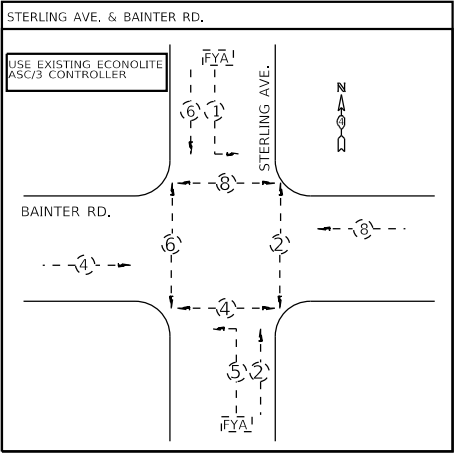 STERLING AVE. & BAINTER RD.
USE EXISTING ECONOLITE
ASC/3 CONTROLLER
FYA
STERLING AVE.
N
6
1
4
8
BAINTER RD.
8
6
2
4
4
5
2
FYA